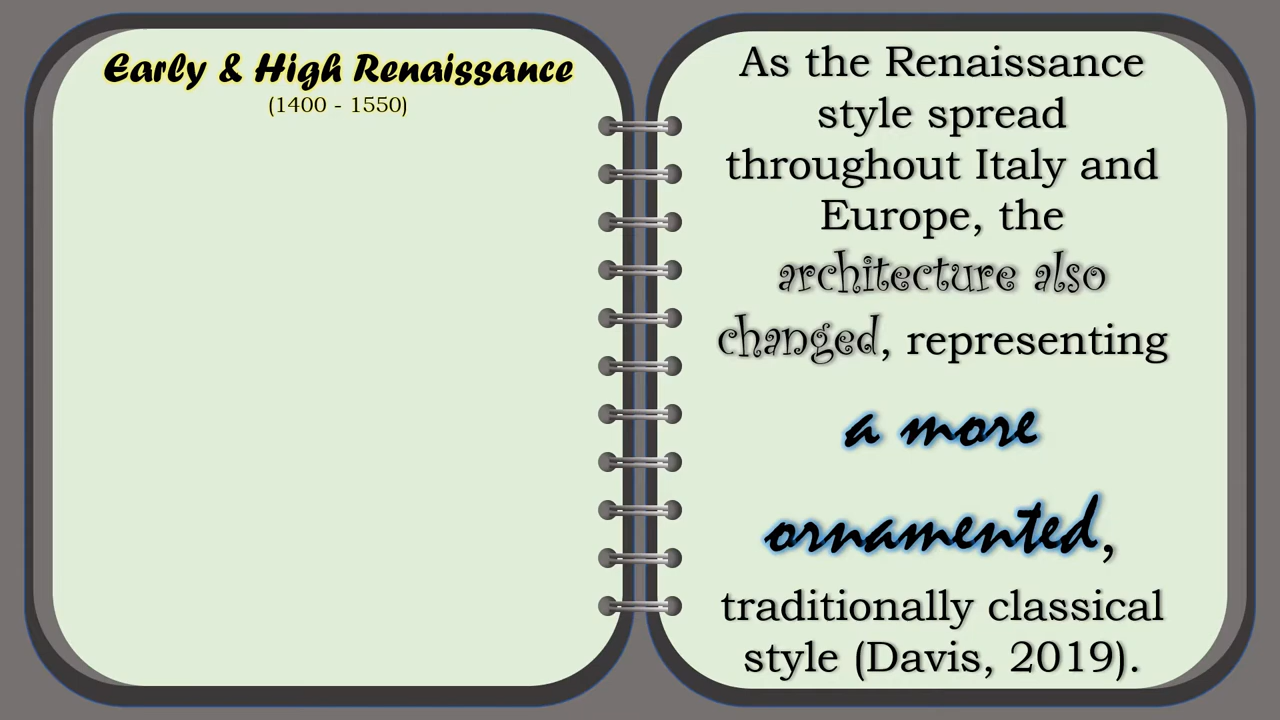 Early & High Renaissance
(1400 - 1550)
As the Renaissance
style spread
throughout Italy and
Europe, the
architecture also
changed, representing
a more
ornamented,
traditionally classical
style (Davis, 2019).